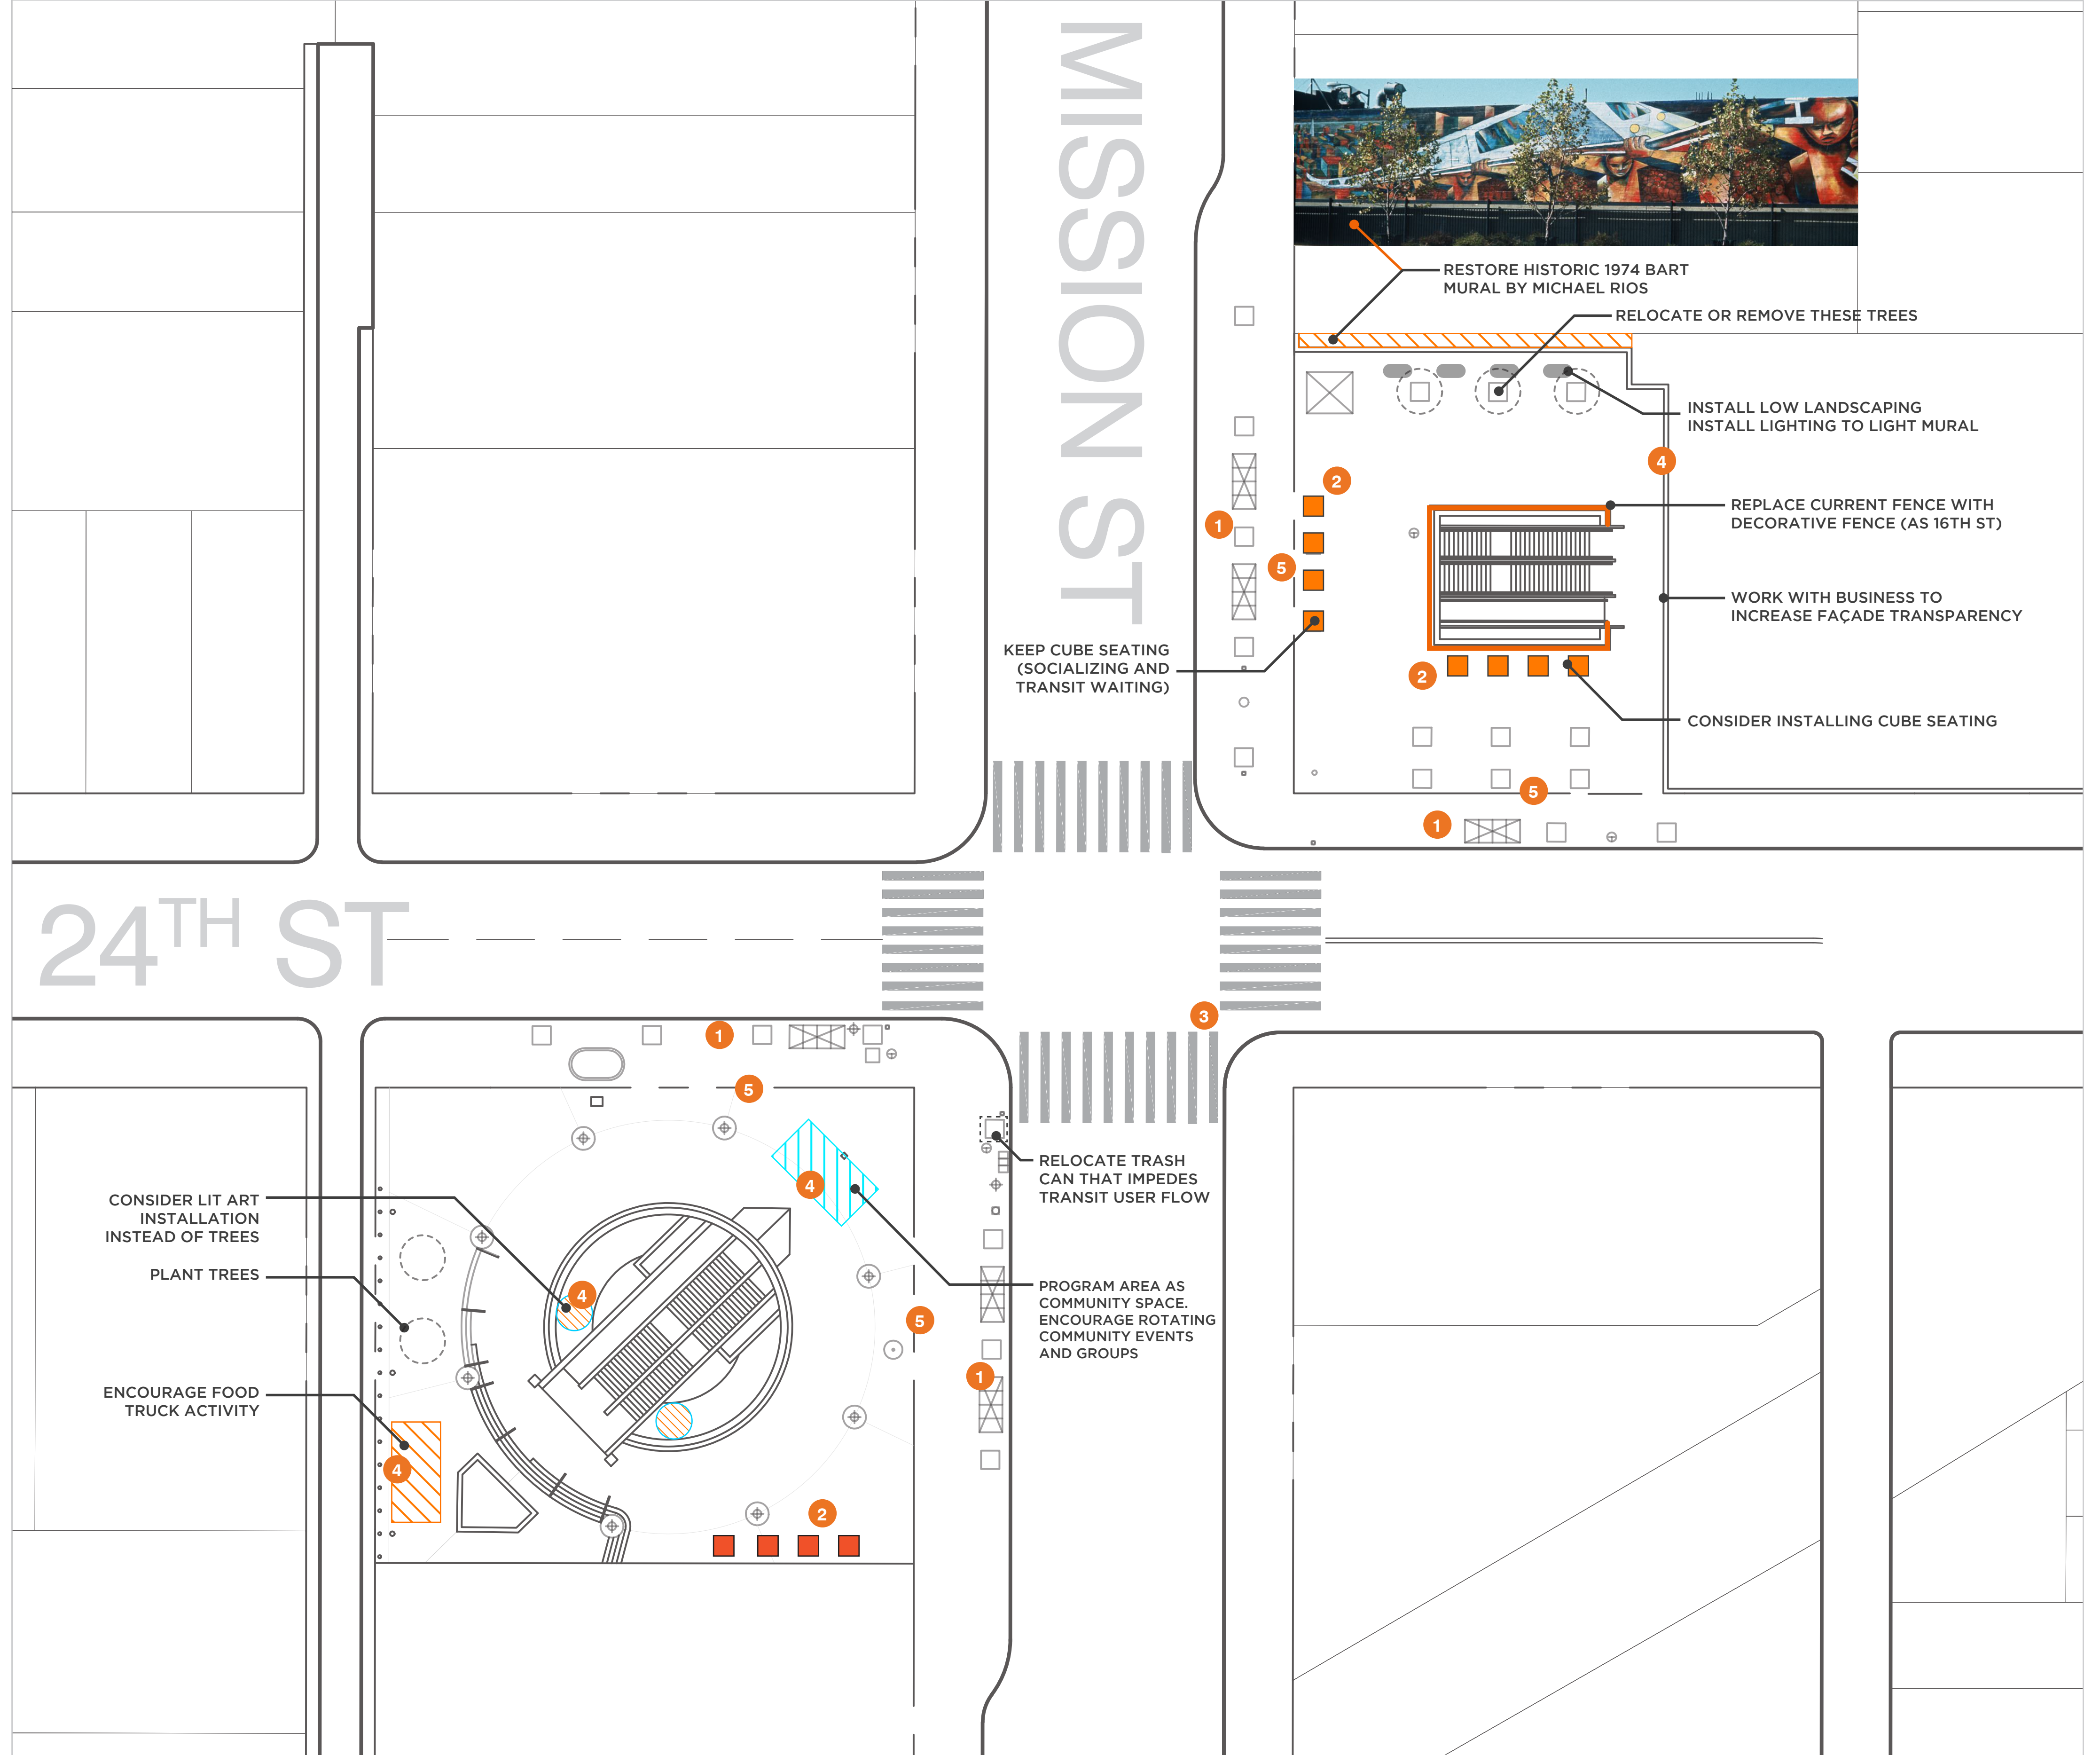 MISSION ST
RESTORE HISTORIC 1974 BART
MURAL BY MICHAEL RIOS
RELOCATE OR REMOVE THESE TREES
INSTALL LOW LANDSCAPING
INSTALL LIGHTING TO LIGHT MURAL
4
2
REPLACE CURRENT FENCE WITH
DECORATIVE FENCE (AS 16TH ST)
1
5
WORK WITH BUSINESS TO
INCREASE FAÇADE TRANSPARENCY
KEEP CUBE SEATING
(SOCIALIZING AND
TRANSIT WAITING)
2
CONSIDER INSTALLING CUBE SEATING
5
1
24TH ST
3
1
5
RELOCATE TRASH
CAN THAT IMPEDES
TRANSIT USER FLOW
4
CONSIDER LIT ART
INSTALLATION
INSTEAD OF TREES
PLANT TREES
4
PROGRAM AREA AS
COMMUNITY SPACE.
ENCOURAGE ROTATING
COMMUNITY EVENTS
AND GROUPS
5
1
ENCOURAGE FOOD
TRUCK ACTIVITY
4
2